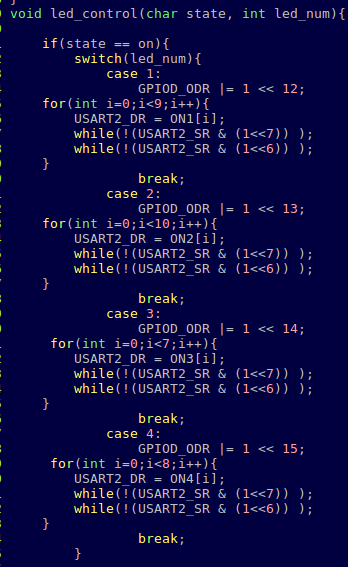 void led_control(char state, int led_num){
if(state == on){
switch(led_num){
case 1:
GPIOD_ODR |= 1 << 12;
for(int i=0;i<9;i++){
USART2_DR = ON1[i];
while(!(USART2_SR & (1<<7)) );
while(!(USART2_SR & (1<<6)) );
}
break;
case 2:
GPIOD_ODR |= 1 << 13;
for(int i=0;i<10;i++){
USART2_DR = ON2[i];
while(!(USART2_SR & (1<<7)) );
while(!(USART2_SR & (1<<6)) );
}
break;
case 3:
GPIOD_ODR |= 1 << 14;
for(int i=0;i<7;i++){
USART2_DR = ON3[i];
while(!(USART2_SR & (1<<7)) );
while(!(USART2_SR & (1<<6)) );
}
break;
case 4:
GPIOD_ODR |= 1 << 15;
for(int i=0;i<8;i++){
USART2_DR = ON4[i];
while(!(USART2_SR & (1<<7)) );
while(!(USART2_SR & (1<<6)) );
}
break;
}